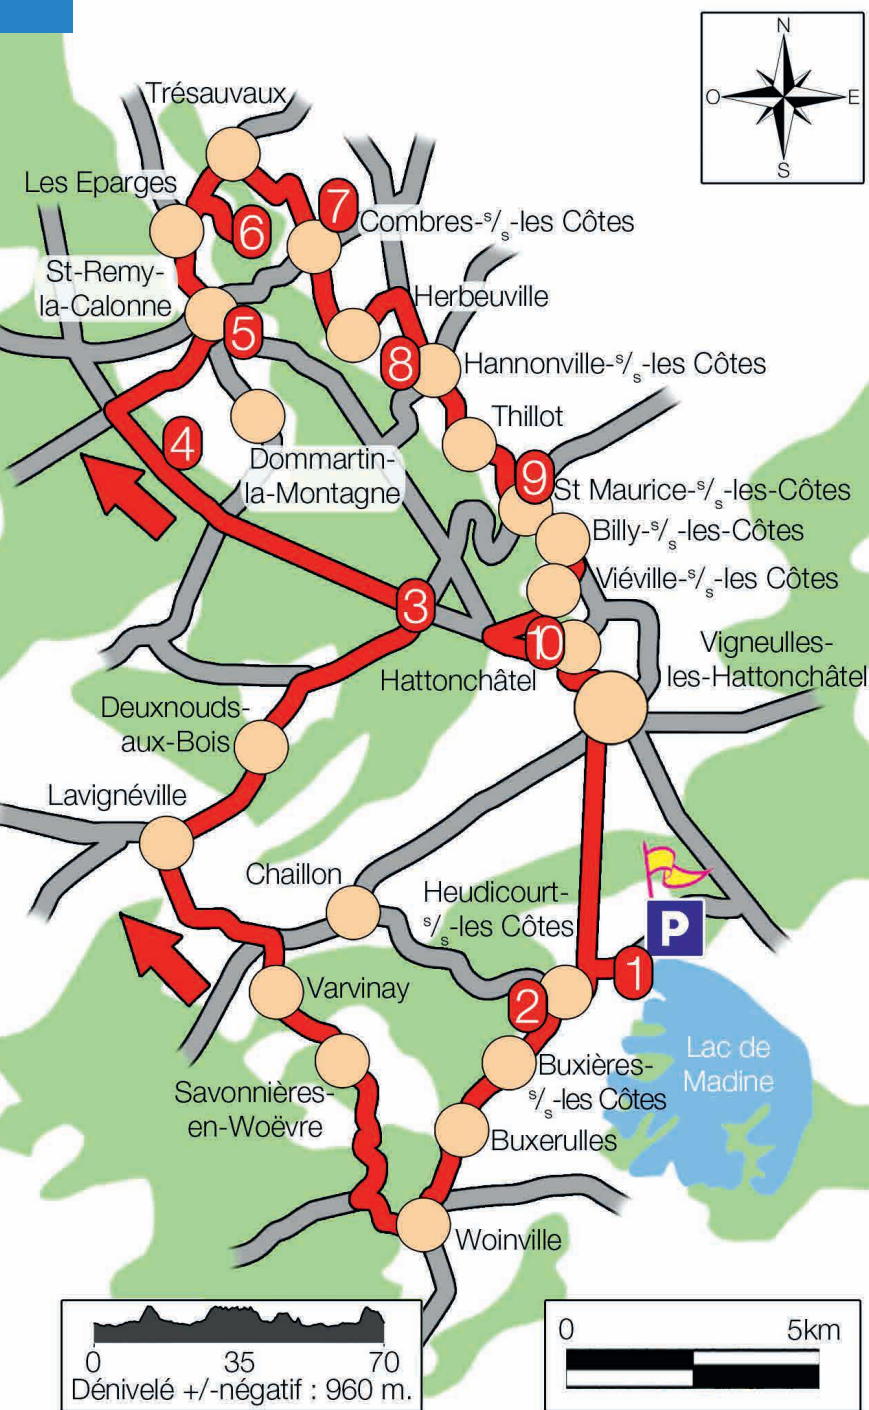 N
O
E
S
Trésauvaux
Les Eparges
7
6
Combres-s/s-les Côtes
St-Remy-
la-Calonne
Herbeuville
5
8
Hannonville-s/s-les Côtes
Thillot
4
Dommartin-
la-Montagne
9
St Maurice-s/s-les-Côtes
Billy-s/s-les-Côtes
Viéville-s/s-les Côtes
3
10
Vigneulles-
les-Hattonchâtel
Hattonchâtel
Deuxnouds-
aux-Bois
Lavignéville
Chaillon
Heudicourt-
s/s-les Côtes
P
1
Varvinay
2
Lac de
Madine
Buxières-
s/s-les Côtes
Savonnières-
en-Woëvre
Buxerulles
Woinville
0 35 70
Dénivelé +/-négatif : 960 m.
0 5km